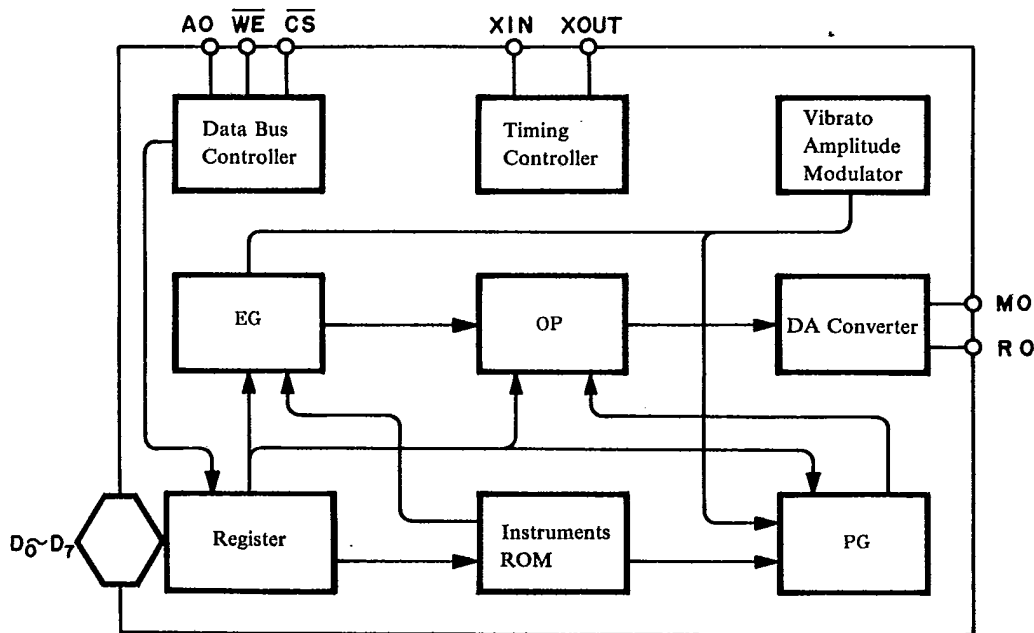 AO WE CS XIN XOUT
Data Bus
Controller
Timing
Controller
Vibrato
Amplitude
Modulator
EG
OP
DA Converter
MO
RO
D0~D7
Register
Instruments
ROM
PG